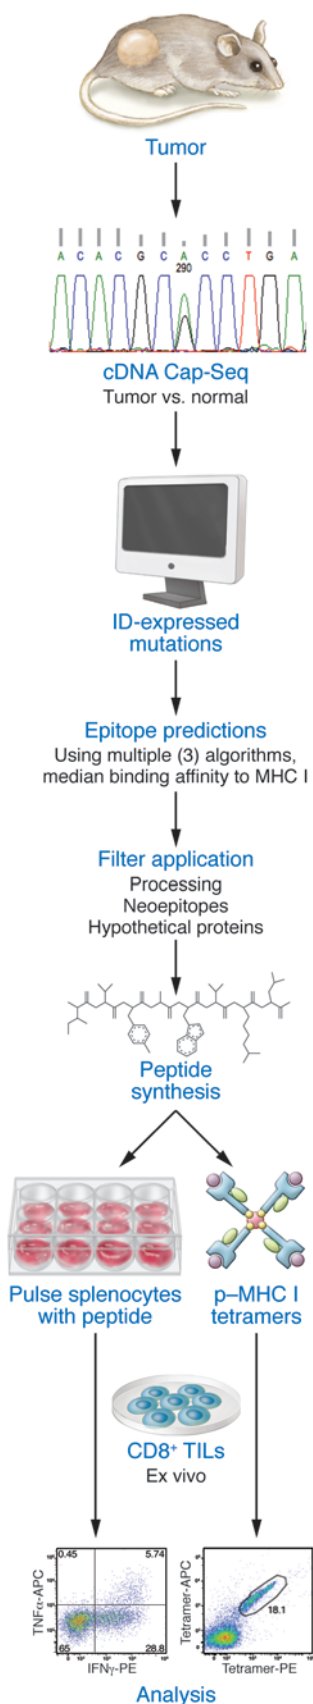 Tumor
A C A C G C A C C T G A
290
cDNA Cap-Seq
Tumor vs. normal
ID-expressed
mutations
Epitope predictions
Using multiple (3) algorithms,
median binding affinity to MHC I
Filter application
Processing
Neoepitopes
Hypothetical proteins
Peptide
synthesis
Pulse splenocytes
with peptide
p–MHC I
tetramers
CD8+ TILs
Ex vivo
TNFα-APC
0.45
5.74
65
28.8
IFNγ-PE
Tetramer-APC
18.1
Tetramer-PE
Analysis